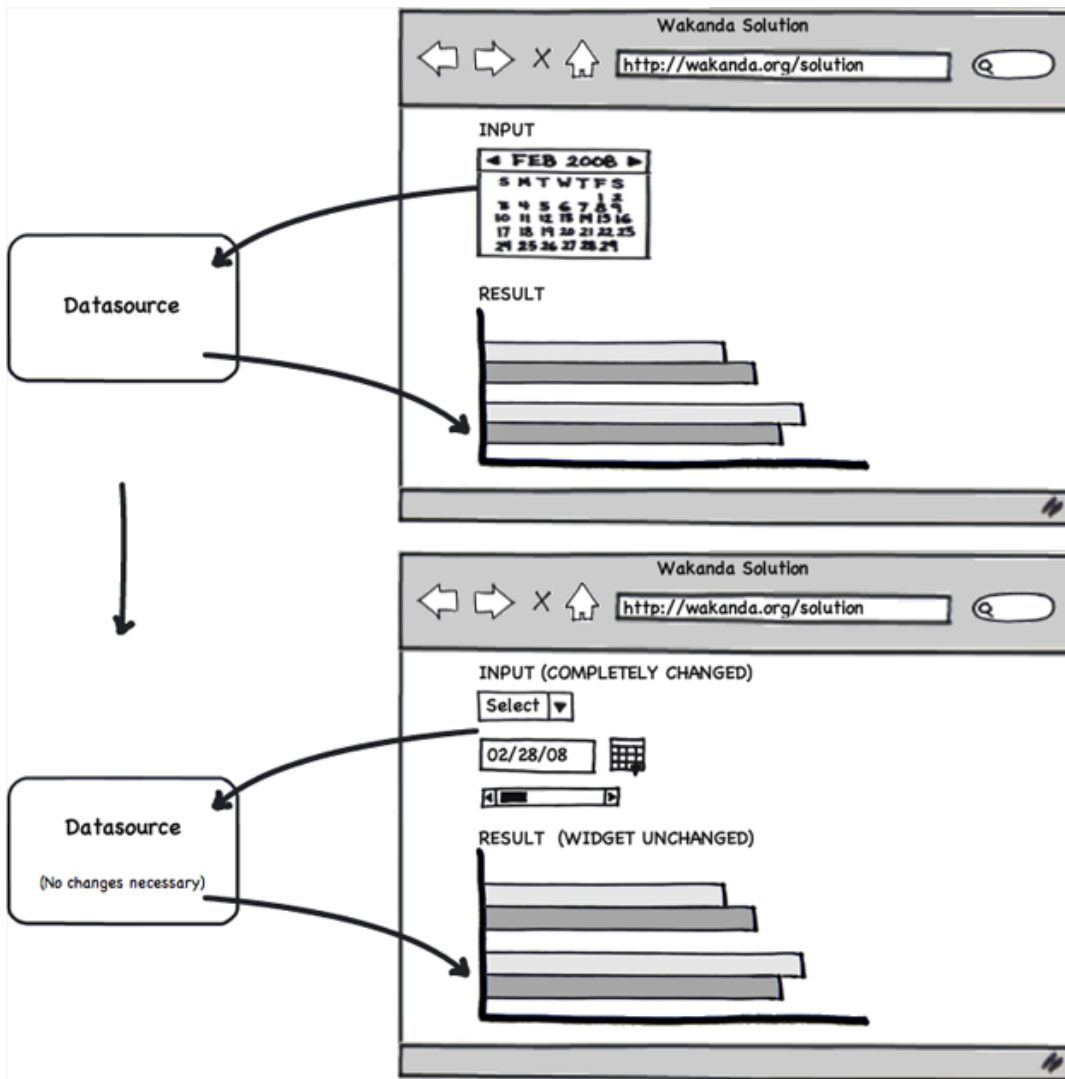 Wakanda Solution
X
http://wakanda.org/solution
INPUT
FEB 2008
S M T W T F S
1 2
3 4 5 6 7 8 9
10 11 12 13 14 15 16
17 18 19 20 21 22 23
24 25 26 27 28 29
Datasource
RESULT
Wakanda Solution
X
http://wakanda.org/solution
INPUT (COMPLETELY CHANGED)
Select
02/28/08
Datasource
(No changes necessary)
RESULT (WIDGET UNCHANGED)